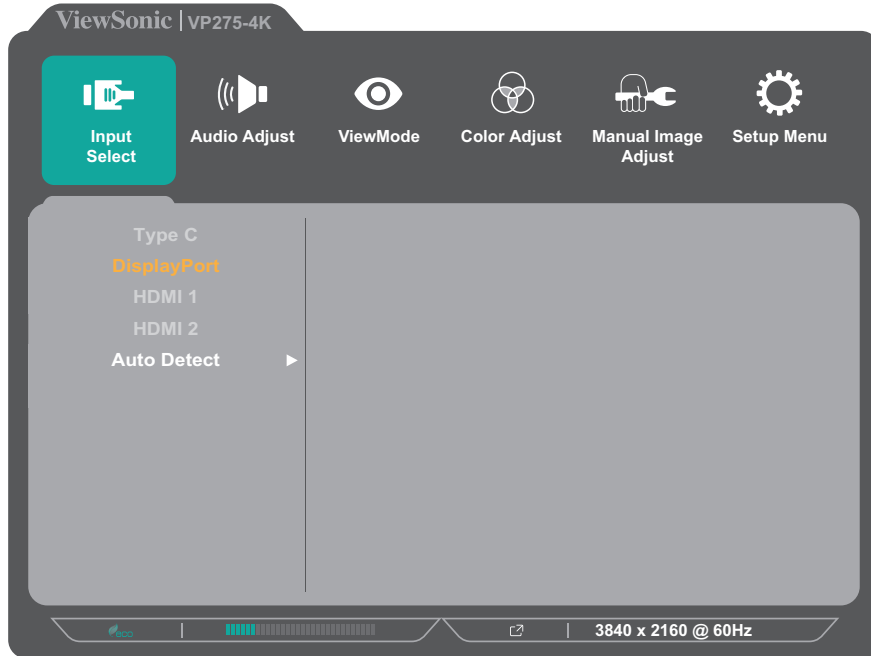 ViewSonic | VP275-4K
Input Select
Audio Adjust
ViewMode
Color Adjust
Manual Image Adjust
Setup Menu
Type C
DisplayPort
HDMI 1
HDMI 2
Auto Detect
ECO
3840 x 2160 @ 60Hz